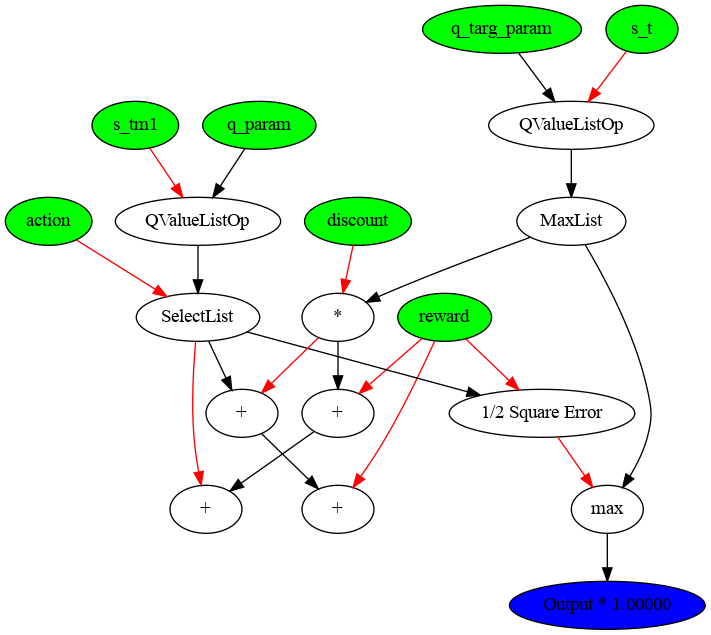 q_targ_param
s_t
s_tm1
q_param
QValueListOp
action
QValueListOp
discount
MaxList
SelectList
*
reward
+
+
1/2 Square Error
+
+
max
Output * 1.00000